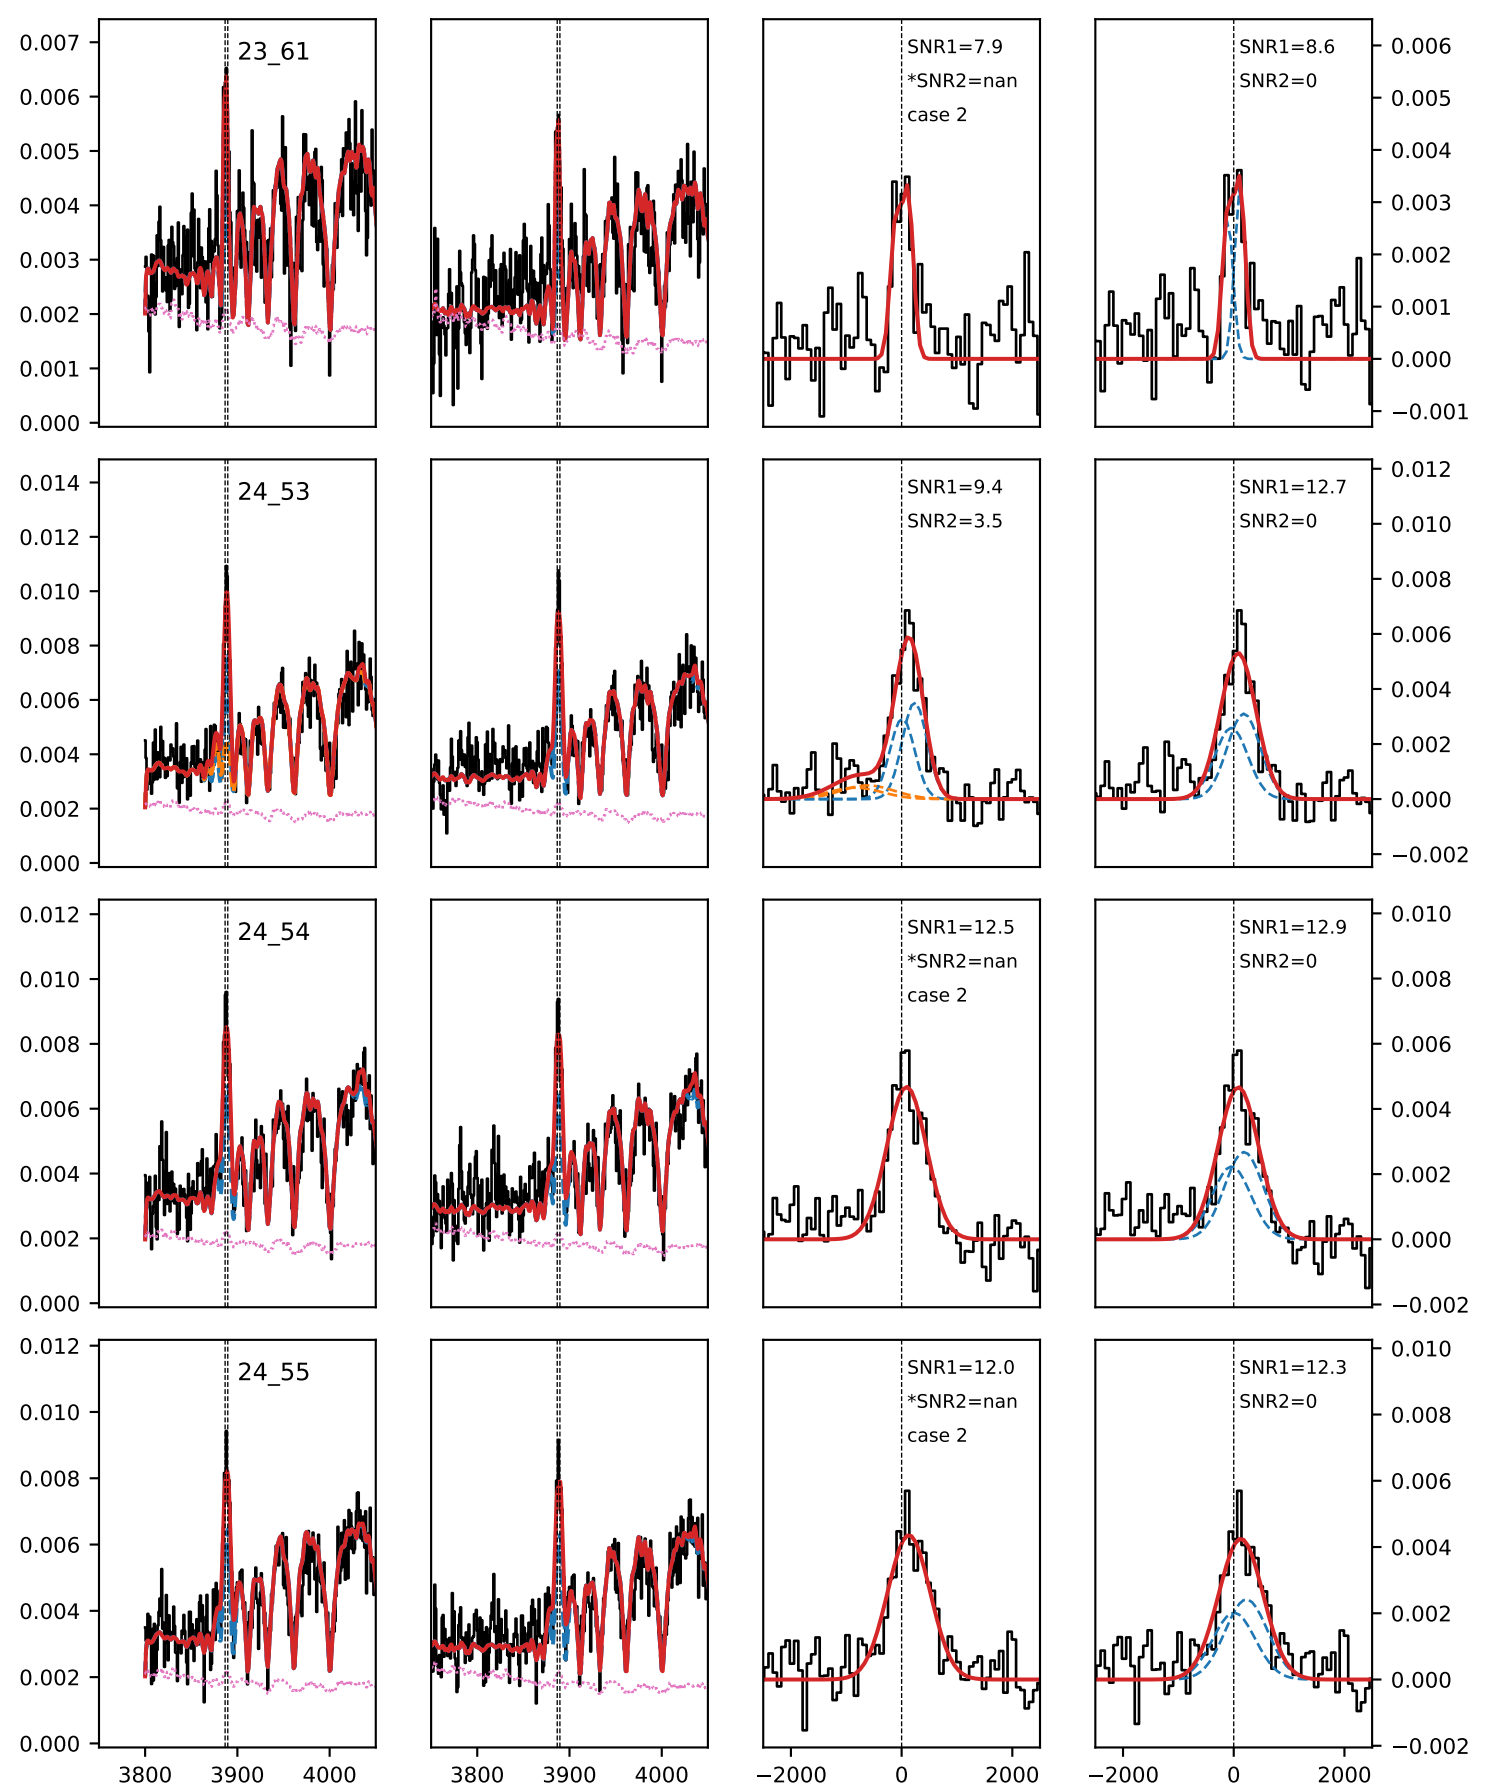 0.007
0.006
0.005
0.004
0.003
0.002
0.001
0.000
23_61
SNR1=7.9
*SNR2=nan
case 2
SNR1=8.6
SNR2=0
0.006
0.005
0.004
0.003
0.002
0.001
0.000
−0.001
0.014
0.012
0.010
0.008
0.006
0.004
0.002
0.000
24_53
SNR1=9.4
SNR2=3.5
SNR1=12.7
SNR2=0
0.012
0.010
0.008
0.006
0.004
0.002
0.000
−0.002
0.012
0.010
0.008
0.006
0.004
0.002
0.000
24_54
SNR1=12.5
*SNR2=nan
case 2
SNR1=12.9
SNR2=0
0.010
0.008
0.006
0.004
0.002
0.000
−0.002
0.012
0.010
0.008
0.006
0.004
0.002
0.000
24_55
SNR1=12.0
*SNR2=nan
case 2
SNR1=12.3
SNR2=0
0.010
0.008
0.006
0.004
0.002
0.000
−0.002
3800 3900 4000
3800 3900 4000
−2000 0 2000
−2000 0 2000